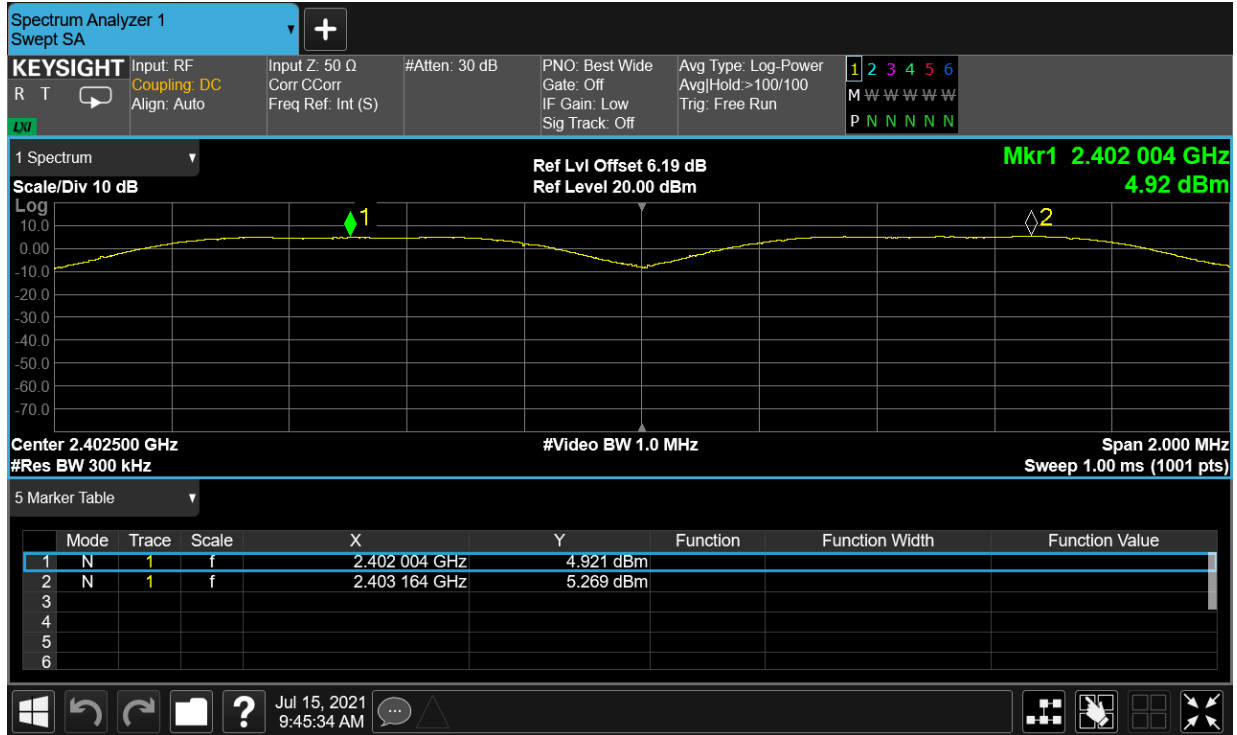 Spectrum Analyzer 1
Swept SA
KEYSIGHT
R T
LXI
Input: RF
Coupling: DC
Align: Auto
Input Z: 50 Ω
Corr CCorr
Freq Ref: Int (S)
#Atten: 30 dB
PNO: Best Wide
Gate: Off
IF Gain: Low
Sig Track: Off
Avg Type: Log-Power
Avg|Hold:>100/100
Trig: Free Run
1 2 3 4 5 6
M W W W W W
P N N N N N
1 Spectrum
Scale/Div 10 dB
Ref Lvl Offset 6.19 dB
Ref Level 20.00 dBm
Mkr1 2.402 004 GHz
4.92 dBm
Log
10.0
0.00
-10.0
-20.0
-30.0
-40.0
-50.0
-60.0
-70.0
1
2
Center 2.402500 GHz
#Video BW 1.0 MHz
Span 2.000 MHz
#Res BW 300 kHz
Sweep 1.00 ms (1001 pts)
5 Marker Table
Mode Trace Scale X Y Function Function Width Function Value
1 N 1 f 2.402 004 GHz 4.921 dBm
2 N 1 f 2.403 164 GHz 5.269 dBm
3
4
5
6
?
Jul 15, 2021
9:45:34 AM